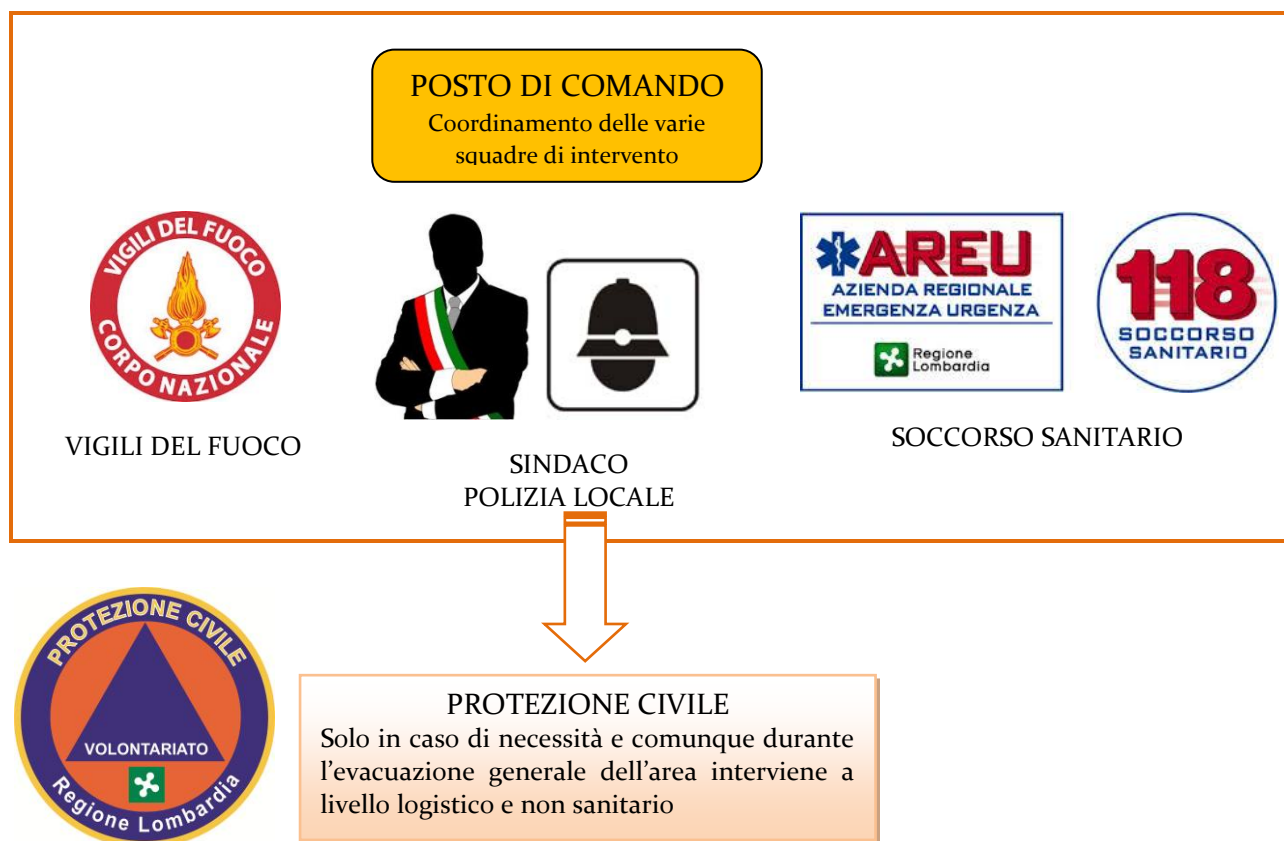 POSTO DI COMANDO
Coordinamento delle varie
squadre di intervento
VIGILI DEL FUOCO
CORPO NAZIONALE
VIGILI DEL FUOCO
SINDACO
POLIZIA LOCALE
AREU
AZIENDA REGIONALE
EMERGENZA URGENZA
Regione
Lombardia
118
SOCCORSO
SANITARIO
SOCCORSO SANITARIO
PROTEZIONE CIVILE
VOLONTARIATO
Regione Lombardia
PROTEZIONE CIVILE
Solo in caso di necessità e comunque durante
l'evacuazione generale dell'area interviene a
livello logistico e non sanitario